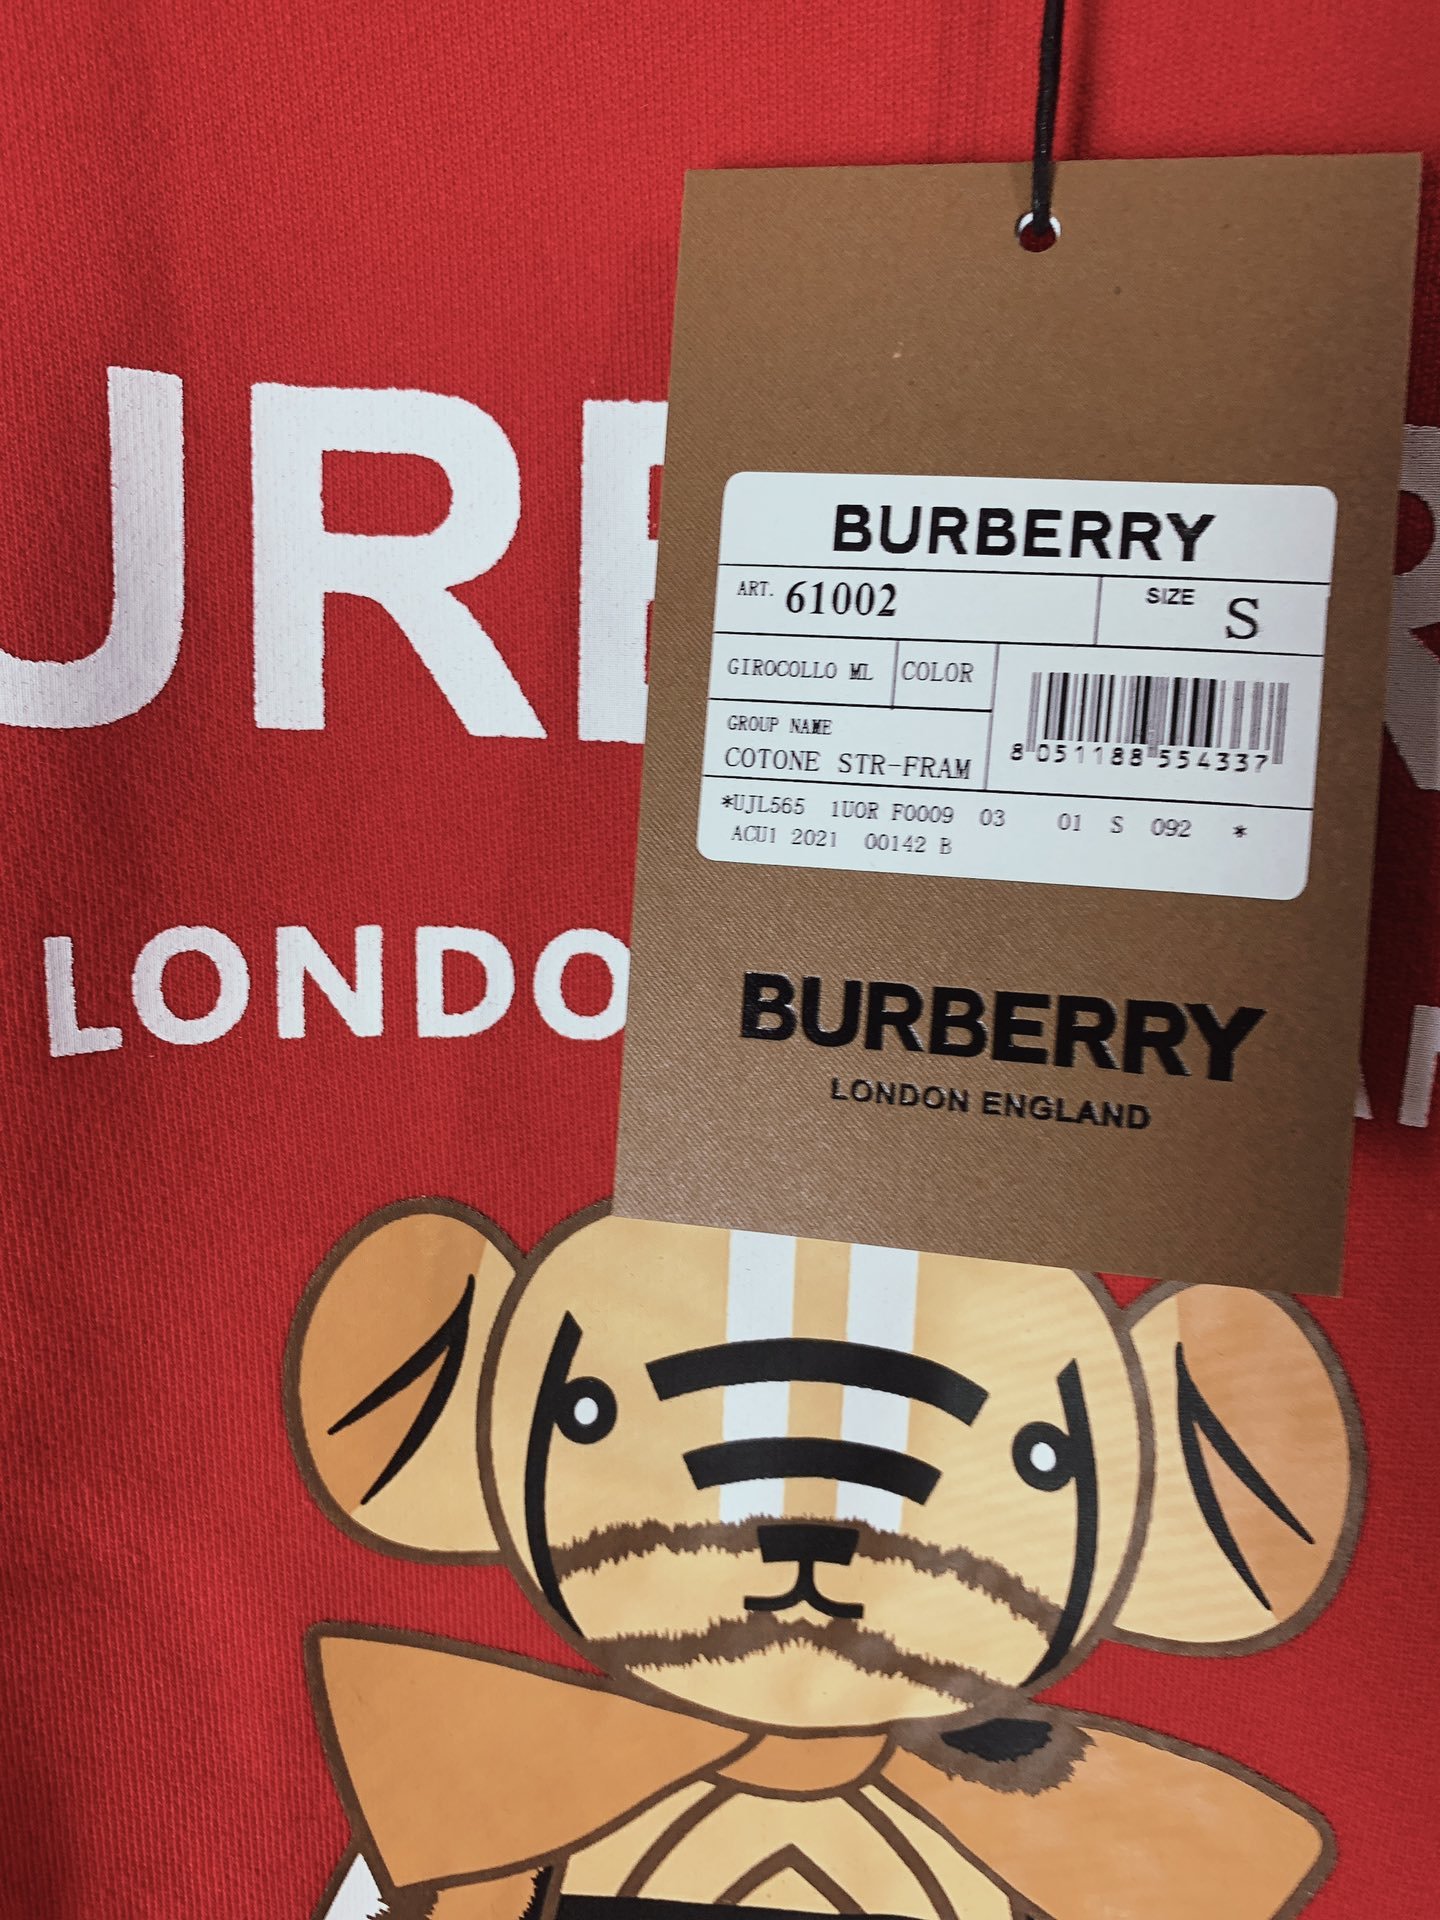 BURBERRY
ART. 61002 SIZE S
GIROCOLLO ML COLOR
GROUP NAME
COTONE STR-FRAM
8 051188 554337
*UJL565 1UOR F0009 03 01 S 092 *
ACU1 2021 00142 B
BURBERRY
LONDON ENGLAND
URB R
LONDO